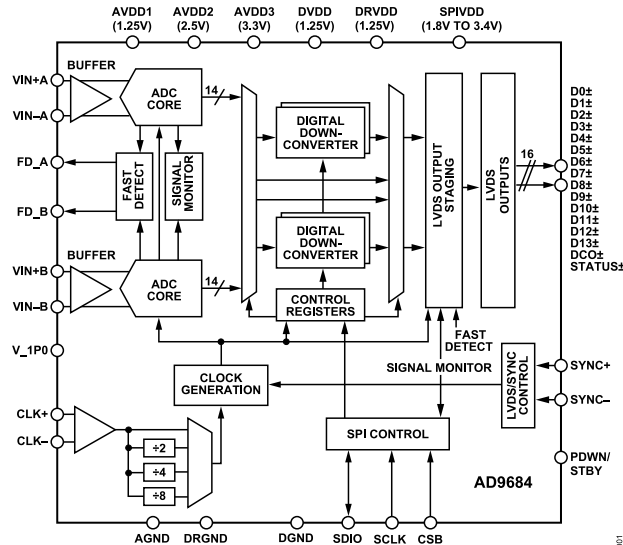 AVDD1
(1.25V)
AVDD2
(2.5V)
AVDD3
(3.3V)
DVDD
(1.25V)
DRVDD
(1.25V)
SPIVDD
(1.8V TO 3.4V)
BUFFER
VIN+A
VIN–A
ADC
CORE
14
FD_A
FD_B
FAST
DETECT
SIGNAL
MONITOR
BUFFER
VIN+B
VIN–B
ADC
CORE
14
DIGITAL
DOWN-
CONVERTER
DIGITAL
DOWN-
CONVERTER
CONTROL
REGISTERS
LVDS OUTPUT
STAGING
LVDS
OUTPUTS
16
D0±
D1±
D2±
D3±
D4±
D5±
D6±
D7±
D8±
D9±
D10±
D11±
D12±
D13±
DCO±
STATUS±
FAST
DETECT
V_1P0
CLOCK
GENERATION
SIGNAL MONITOR
LVDS/SYNC
CONTROL
SYNC+
SYNC–
CLK+
CLK–
÷2
÷4
÷8
SPI CONTROL
PDWN/
STBY
AD9684
AGND
DRGND
DGND
SDIO
SCLK
CSB
001